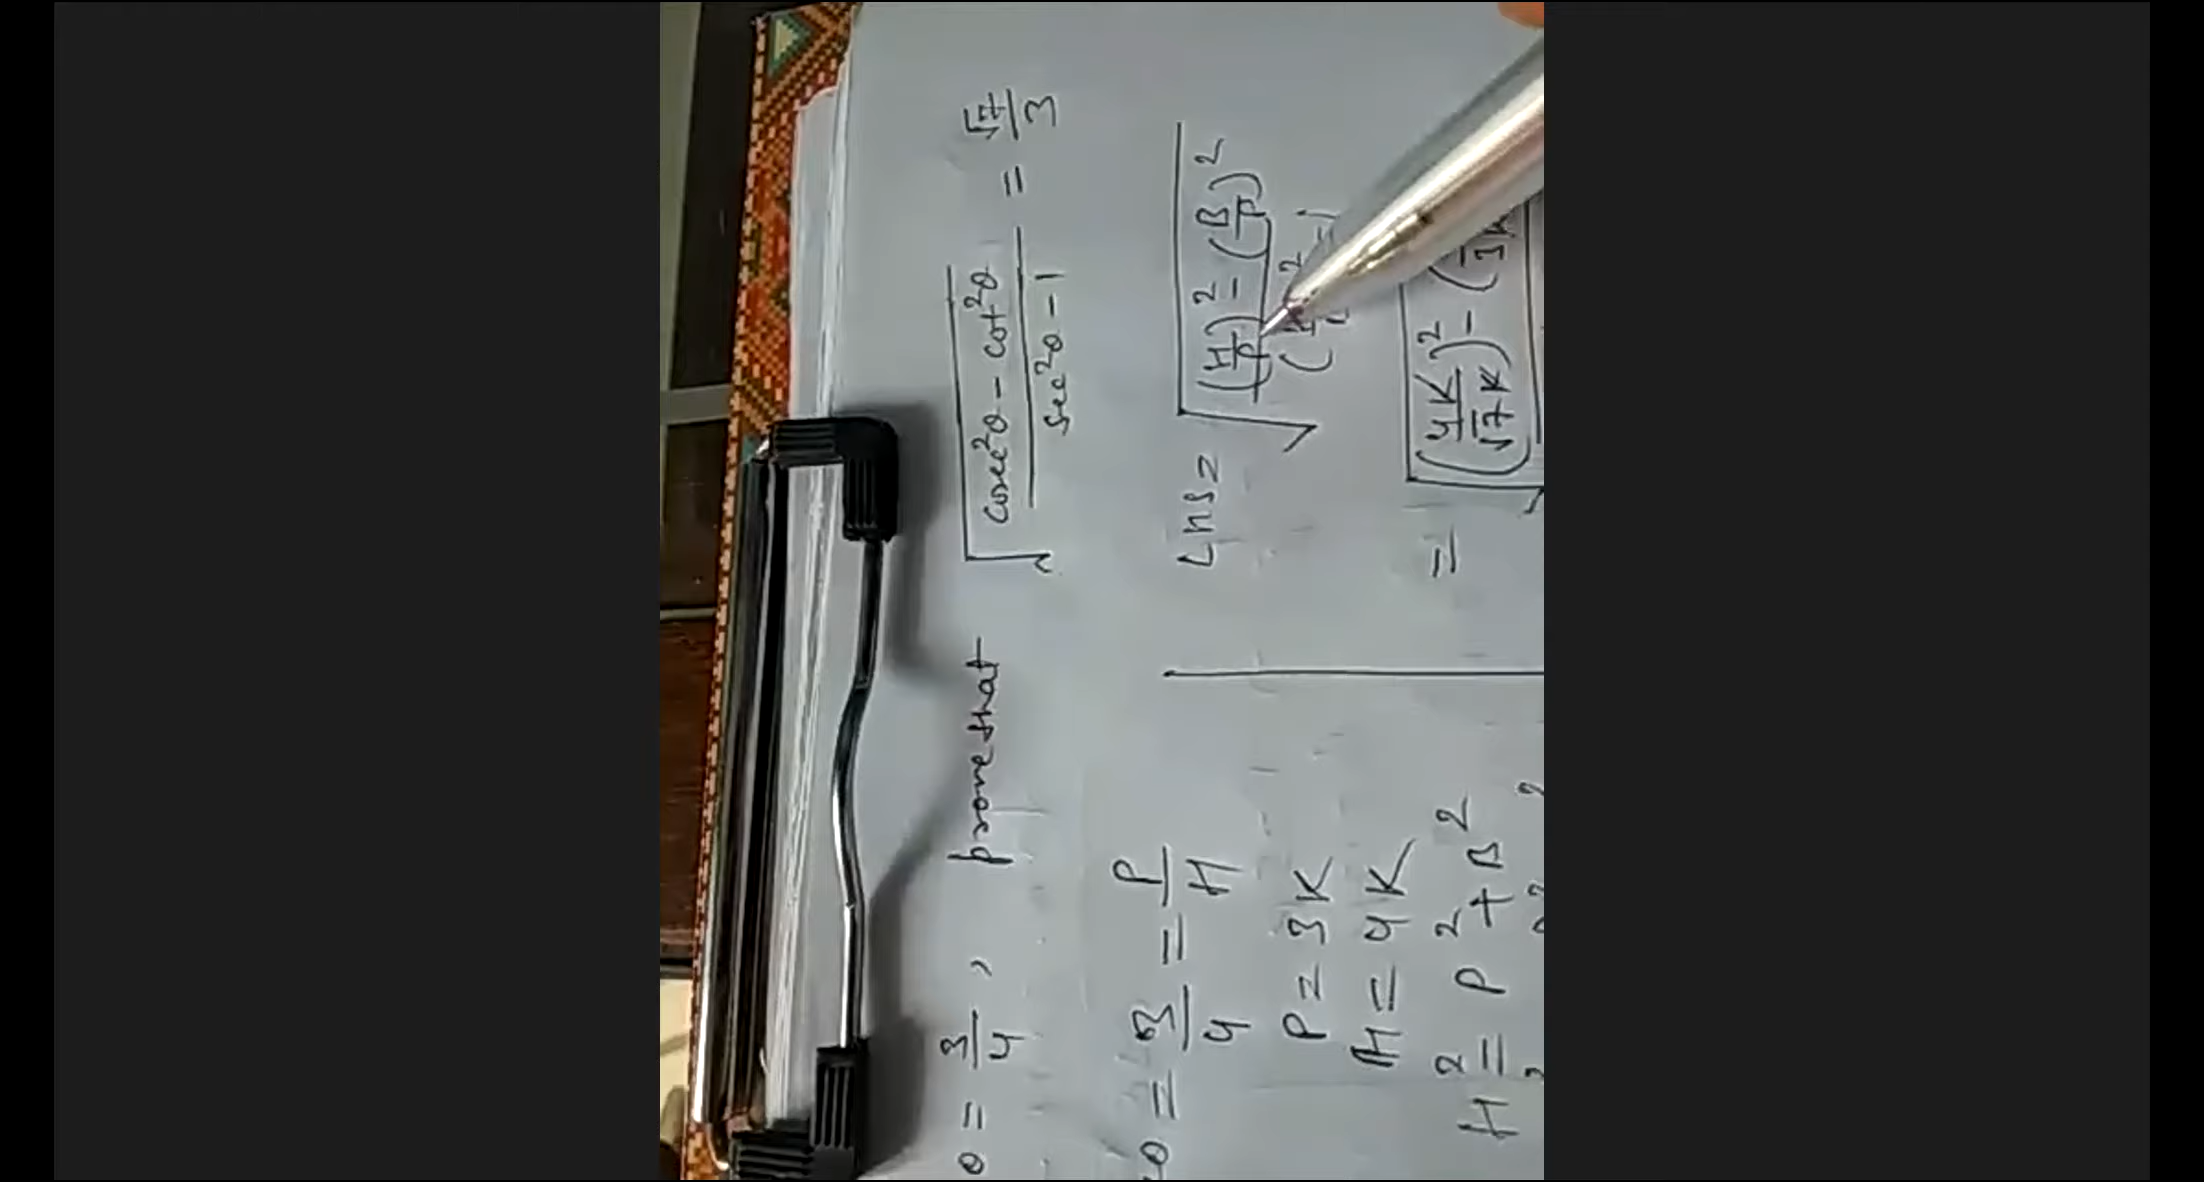 θ = 3/4 , prove that √((cosec²θ - cot²θ)/(sec²θ - 1)) = √7/3
θ = 3/4 = P/H
P = 3K
H = 4K
H² = P² + B²
LHS = √((H/P)² - (B/P)²
= √((4K/√7K)² - (